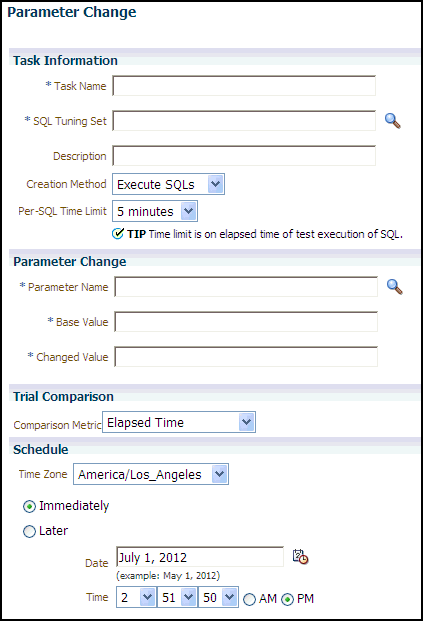 Parameter Change
Task Information
* Task Name
* SQL Tuning Set
Description
Creation Method Execute SQLs
Per-SQL Time Limit 5 minutes
TIP Time limit is on elapsed time of test execution of SQL.
Parameter Change
* Parameter Name
* Base Value
* Changed Value
Trial Comparison
Comparison Metric Elapsed Time
Schedule
Time Zone America/Los_Angeles
Immediately
Later
Date July 1, 2012
(example: May 1, 2012)
Time 2 51 50 AM PM